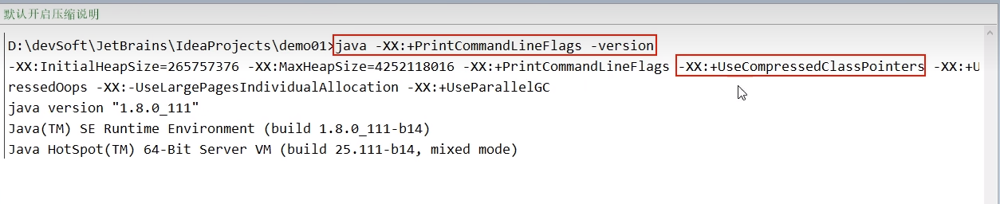 默认开启压缩说明
D:\devSoft\JetBrains\IdeaProjects\demo01>java -XX:+PrintCommandLineFlags -version
-XX:InitialHeapSize=265757376 -XX:MaxHeapSize=4252118016 -XX:+PrintCommandLineFlags -XX:+UseCompressedClassPointers -XX:+U
ressedOops -XX:-UseLargePagesIndividualAllocation -XX:+UseParallelGC
java version "1.8.0_111"
Java(TM) SE Runtime Environment (build 1.8.0_111-b14)
Java HotSpot(TM) 64-Bit Server VM (build 25.111-b14, mixed mode)